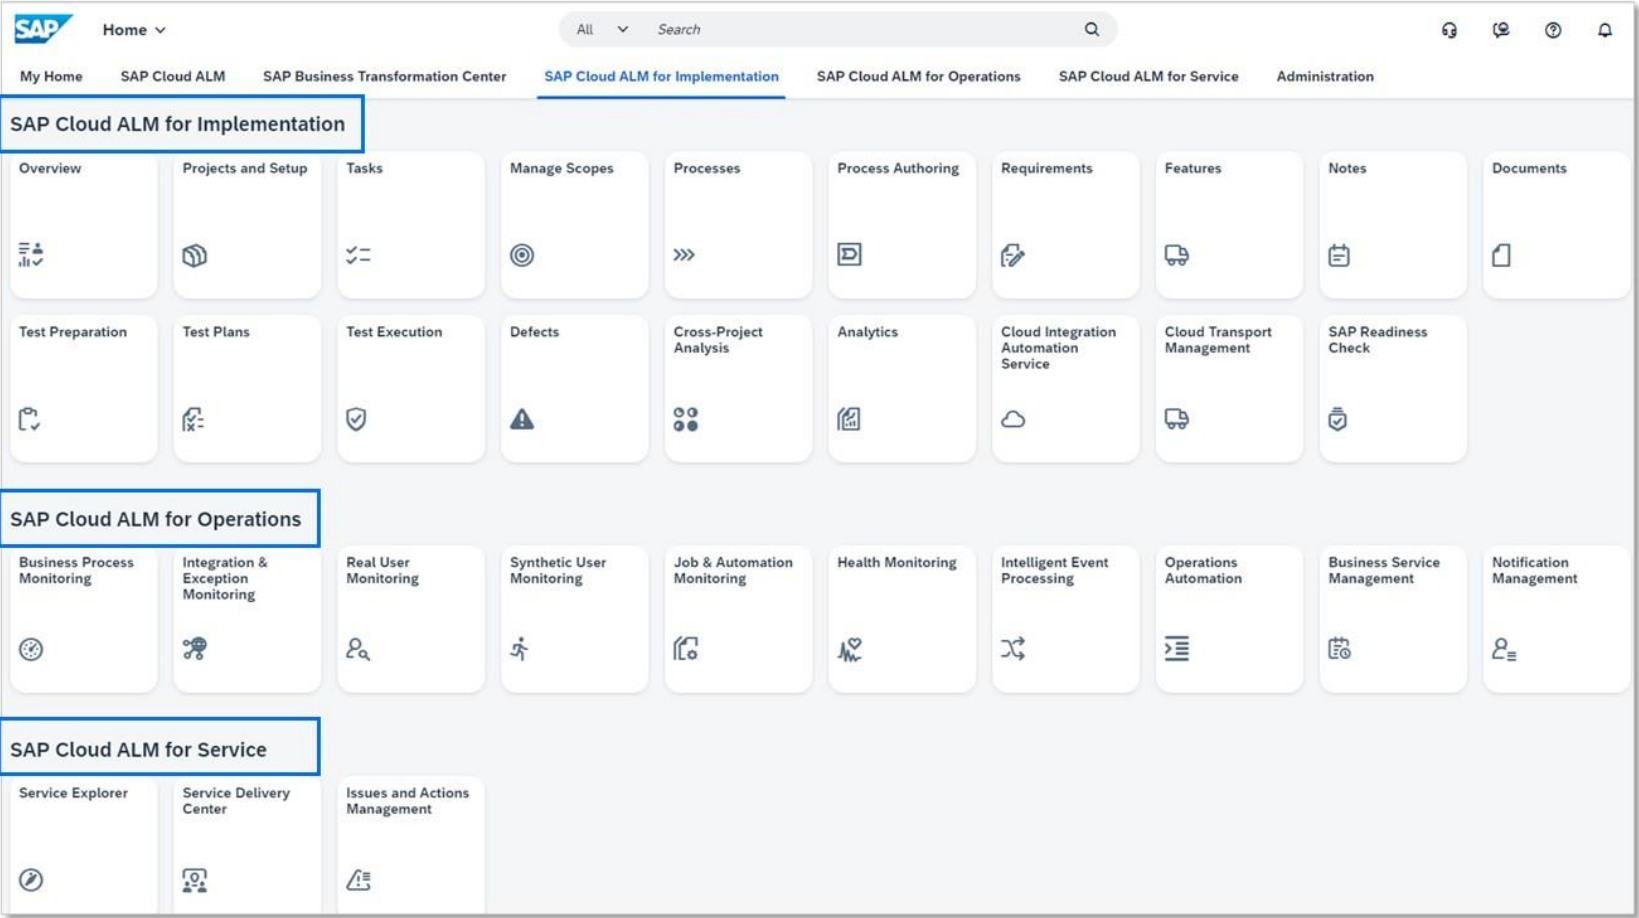 SAP
Home
All
Search
My Home
SAP Cloud ALM
SAP Business Transformation Center
SAP Cloud ALM for Implementation
SAP Cloud ALM for Operations
SAP Cloud ALM for Service
Administration
SAP Cloud ALM for Implementation
Overview
Projects and Setup
Tasks
Manage Scopes
Processes
Process Authoring
Requirements
Features
Notes
Documents
Test Preparation
Test Plans
Test Execution
Defects
Cross-Project
Analysis
Analytics
Cloud Integration
Automation
Service
Cloud Transport
Management
SAP Readiness
Check
SAP Cloud ALM for Operations
Business Process
Monitoring
Integration &
Exception
Monitoring
Real User
Monitoring
Synthetic User
Monitoring
Job & Automation
Monitoring
Health Monitoring
Intelligent Event
Processing
Operations
Automation
Business Service
Management
Notification
Management
SAP Cloud ALM for Service
Service Explorer
Service Delivery
Center
Issues and Actions
Management